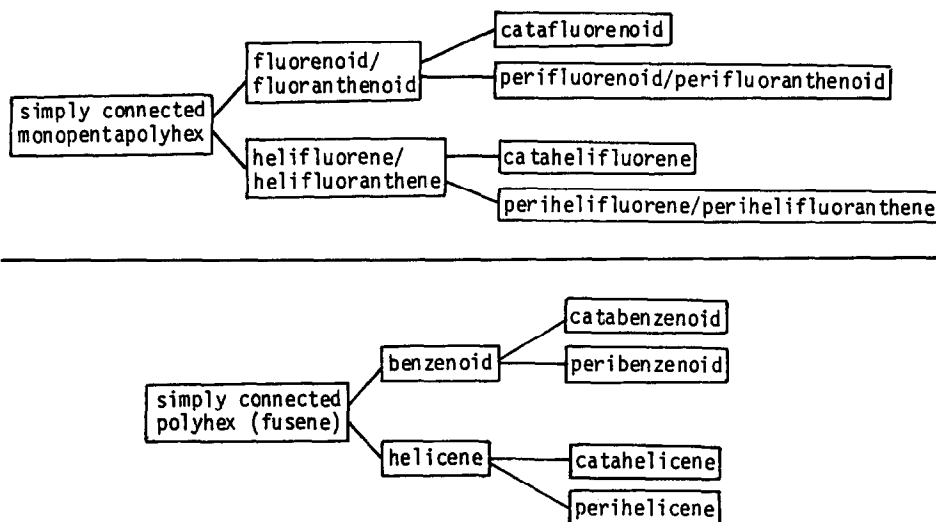 catafluorenoid
fluorenoid/
fluoranthenoid
perifluorenoid/perifluoranthenoid
simply connected
monopentapolyhex
helifluorene/
helifluoranthene
catahelifluorene
perihelifluorene/perihelifluoranthene
catabenzenoid
benzenoid
peribenzenoid
simply connected
polyhex (fusene)
helicene
catahelicene
perihelicene